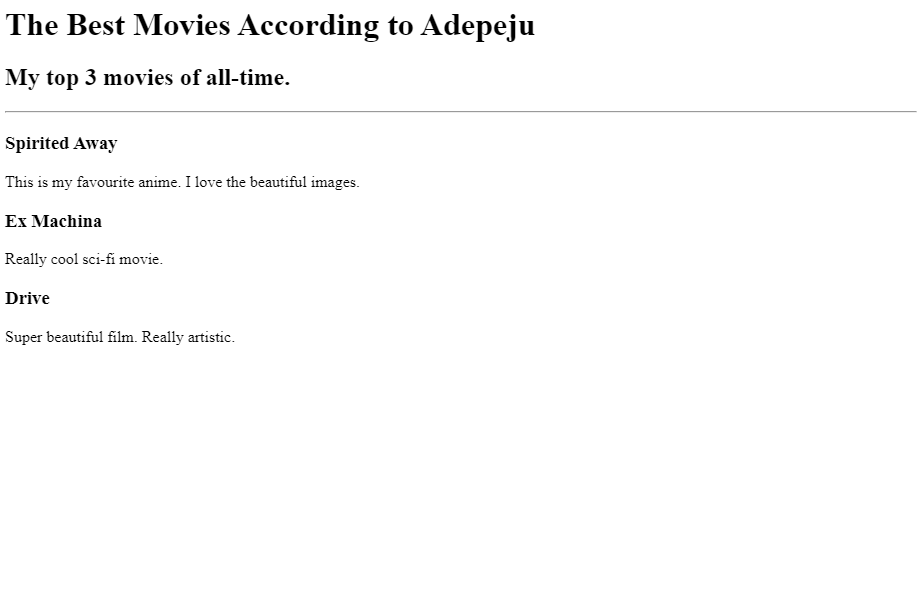 The Best Movies According to Adepeju
My top 3 movies of all-time.
Spirited Away
This is my favourite anime. I love the beautiful images.
Ex Machina
Really cool sci-fi movie.
Drive
Super beautiful film. Really artistic.